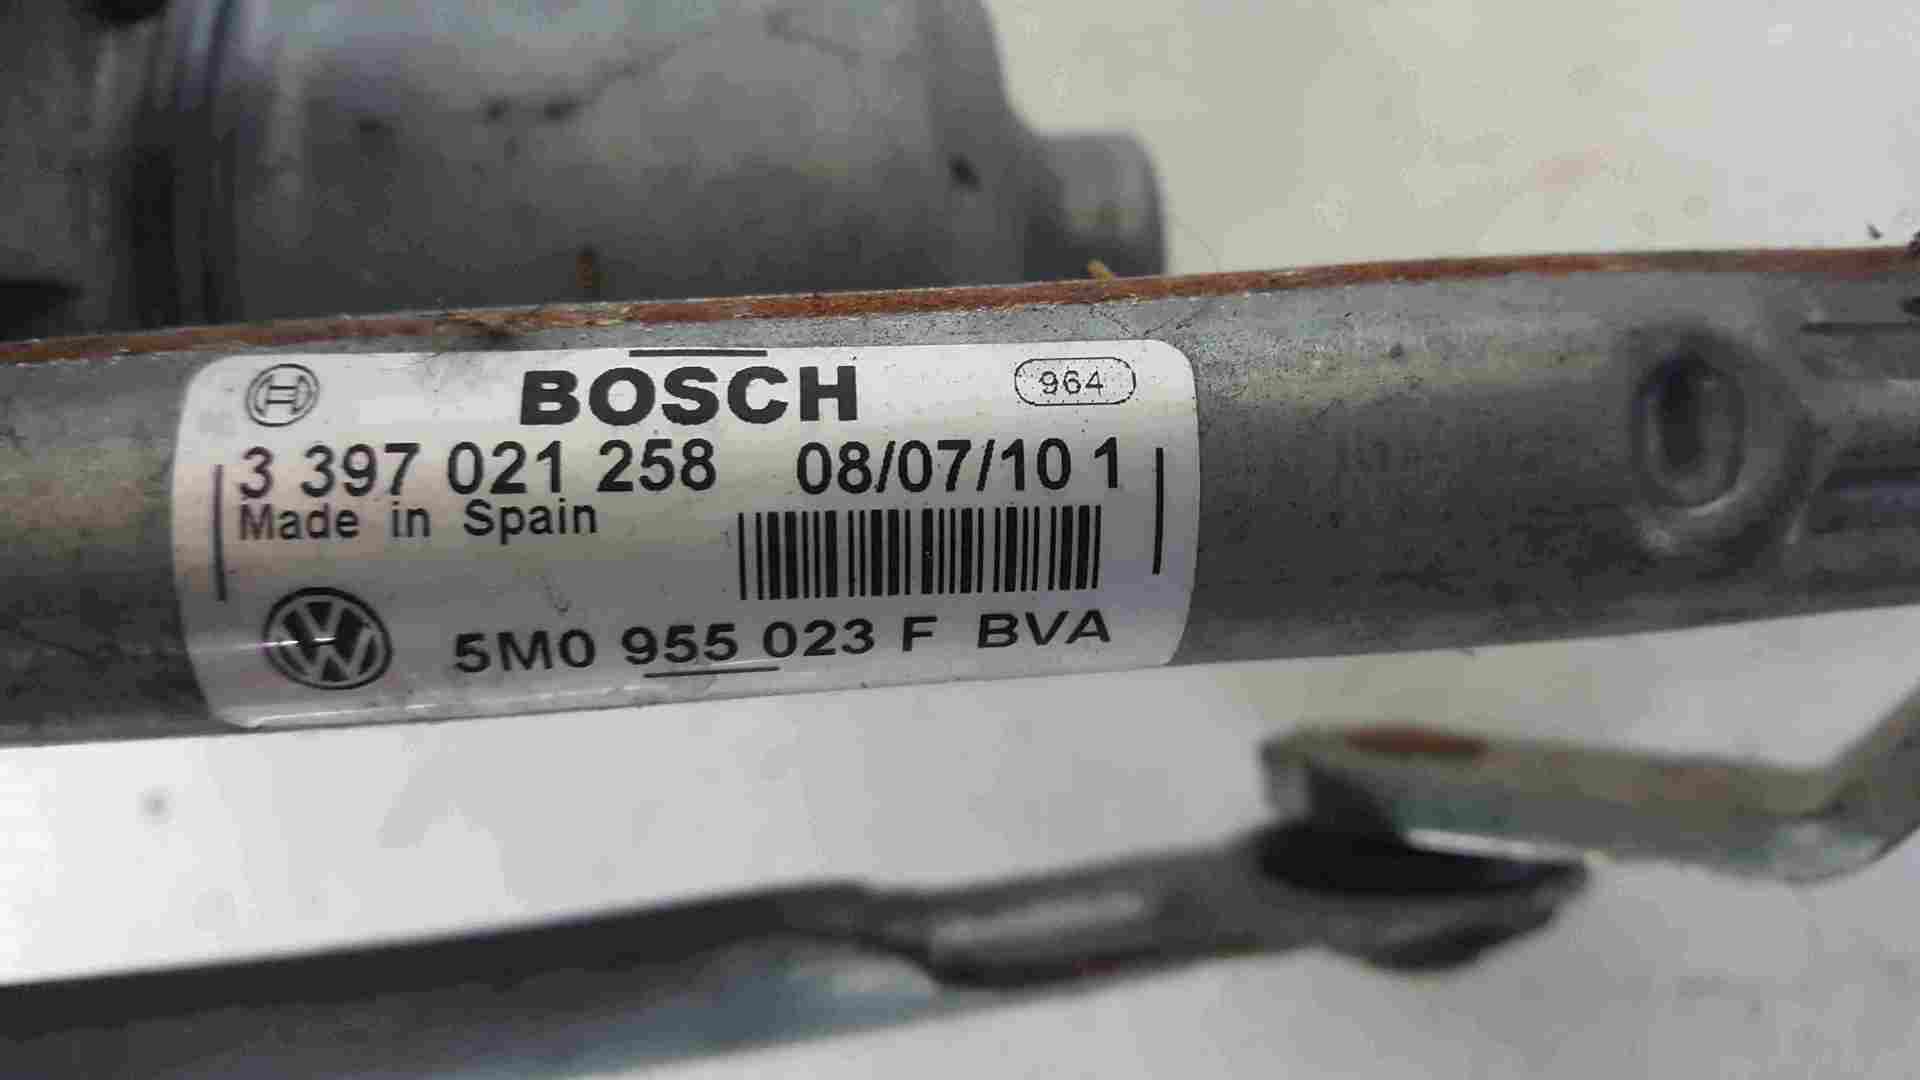 BOSCH 964
3 397 021 258 08/07/10 1
Made in Spain
5M0 955 023 F BVA